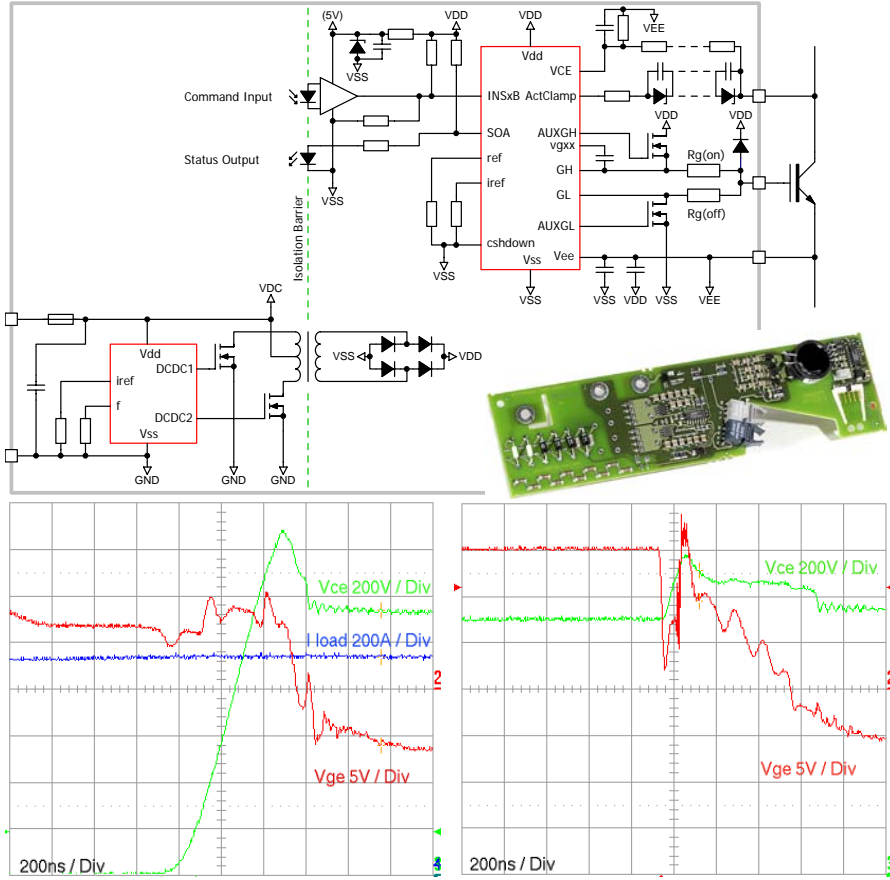 (5V)
VDD
VDD
VEE
VSS
Vdd
VCE
Command Input
INSxB
ActClamp
SOA
AUXGH
VDD
VDD
Status Output
vgxx
ref
GH
Rg(on)
iref
GL
VSS
Rg(off)
AUXGL
cshdown
Vee
VSS
Vss
Isolation Barrier
VSS
VSS
VDD
VSS
VEE
VDC
Vdd
DCDC1
VSS
VDD
iref
f
DCDC2
Vss
GND
GND
GND
Vce 200V / Div
I load 200A / Div
2
Vge 5V / Div
200ns / Div
Vce 200V / Div
2
Vge 5V / Div
200ns / Div